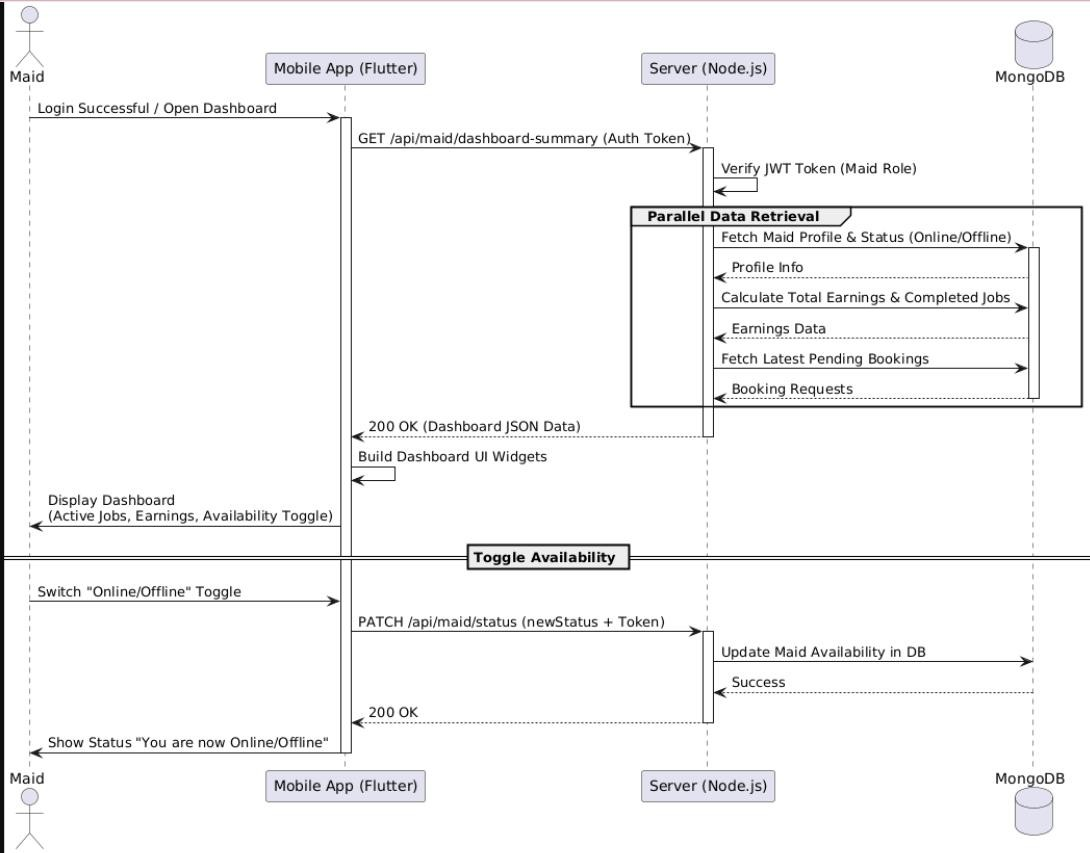 Maid
Mobile App (Flutter)
Server (Node.js)
MongoDB
Login Successful / Open Dashboard
GET /api/maid/dashboard-summary (Auth Token)
Verify JWT Token (Maid Role)
Parallel Data Retrieval
Fetch Maid Profile & Status (Online/Offline)
Profile Info
Calculate Total Earnings & Completed Jobs
Earnings Data
Fetch Latest Pending Bookings
Booking Requests
200 OK (Dashboard JSON Data)
Build Dashboard UI Widgets
Display Dashboard
(Active Jobs, Earnings, Availability Toggle)
Toggle Availability
Switch "Online/Offline" Toggle
PATCH /api/maid/status (newStatus + Token)
Update Maid Availability in DB
Success
200 OK
Show Status "You are now Online/Offline"
Maid
Mobile App (Flutter)
Server (Node.js)
MongoDB